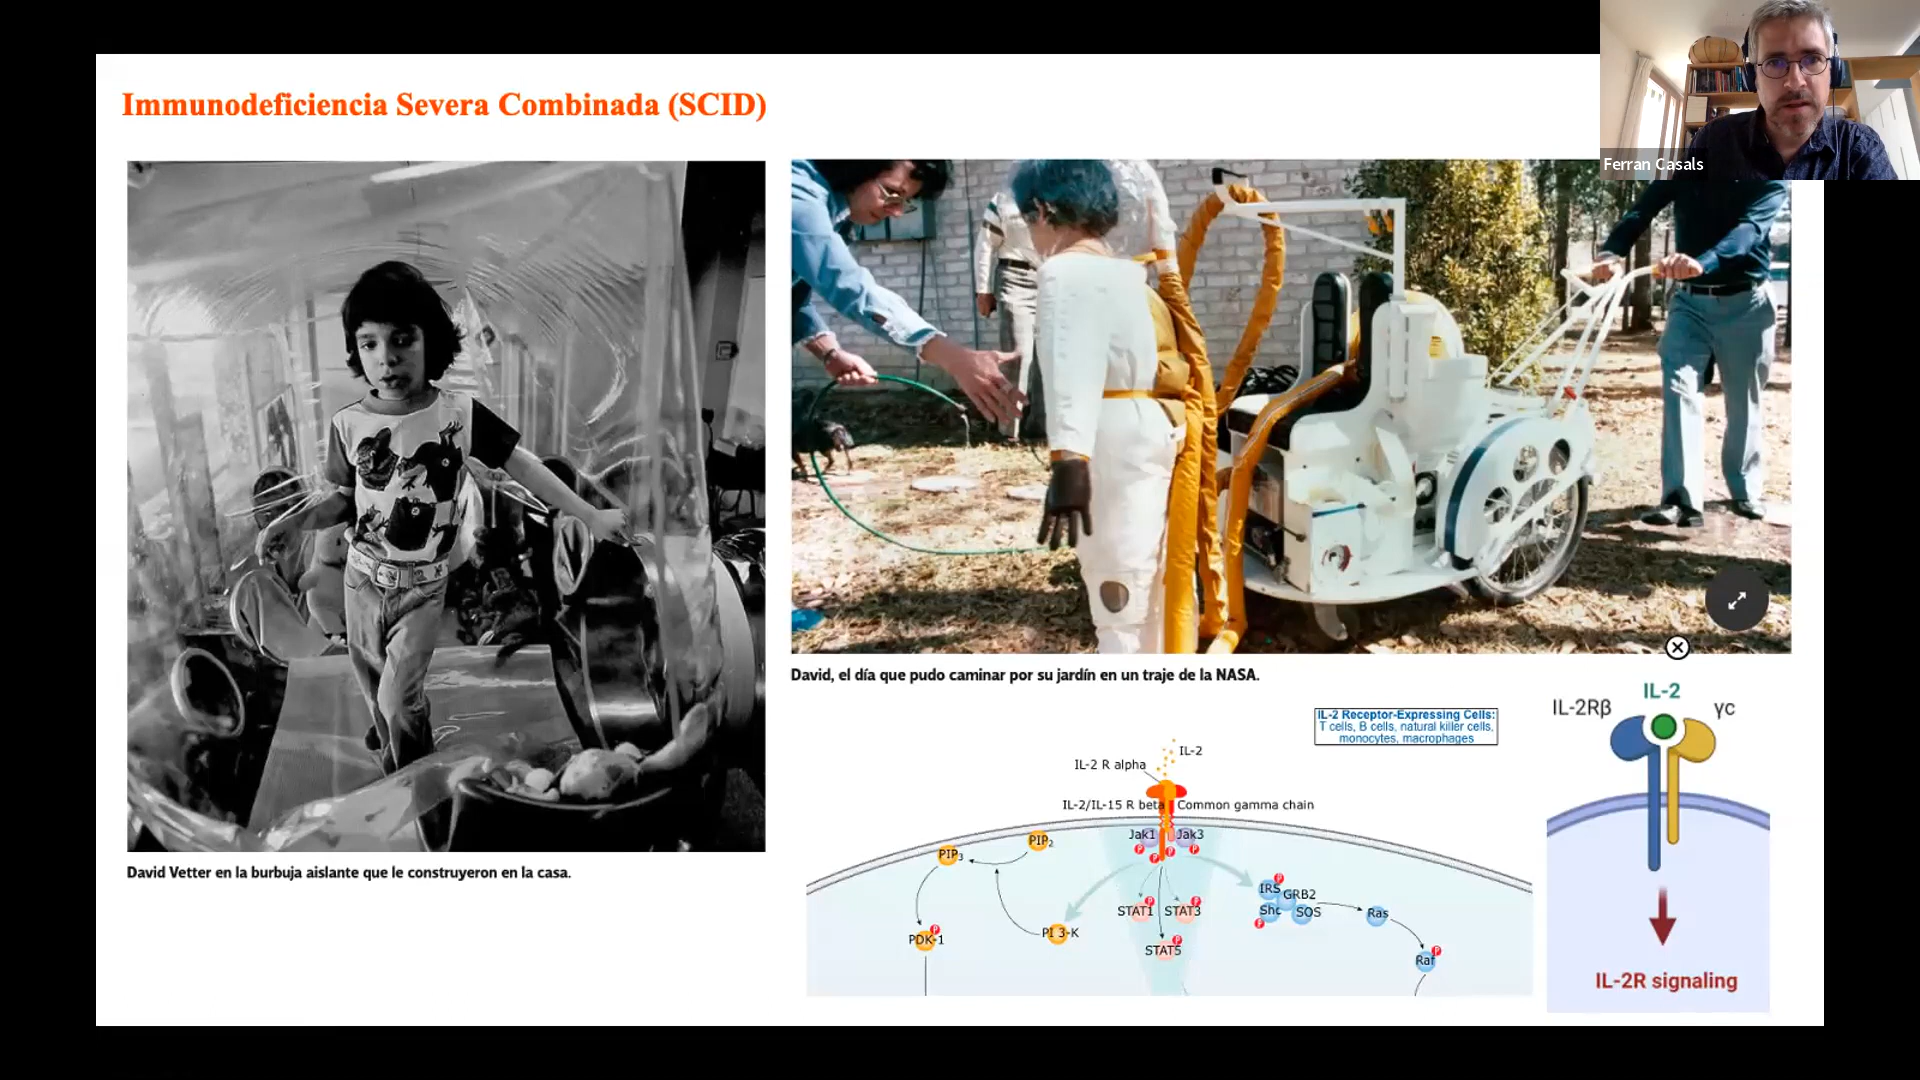 Immunodeficiencia Severa Combinada (SCID)
Ferran Casals
David Vetter en la burbuja aislante que le construyeron en la casa.
David, el día que pudo caminar por su jardín en un traje de la NASA.
IL-2 Receptor-Expressing Cells:
T cells, B cells, natural killer cells,
monocytes, macrophages
IL-2
IL-2 R alpha
IL-2/IL-15 R beta
Common gamma chain
Jak1
Jak3
P
P
P
P
PIP2
PIP3
PDK-1
P
PI 3-K
STAT1
P
STAT3
P
STAT5
P
IRS
P
GRB2
Shc
P
SOS
Ras
Raf
P
IL-2
IL-2Rβ
γc
IL-2R signaling